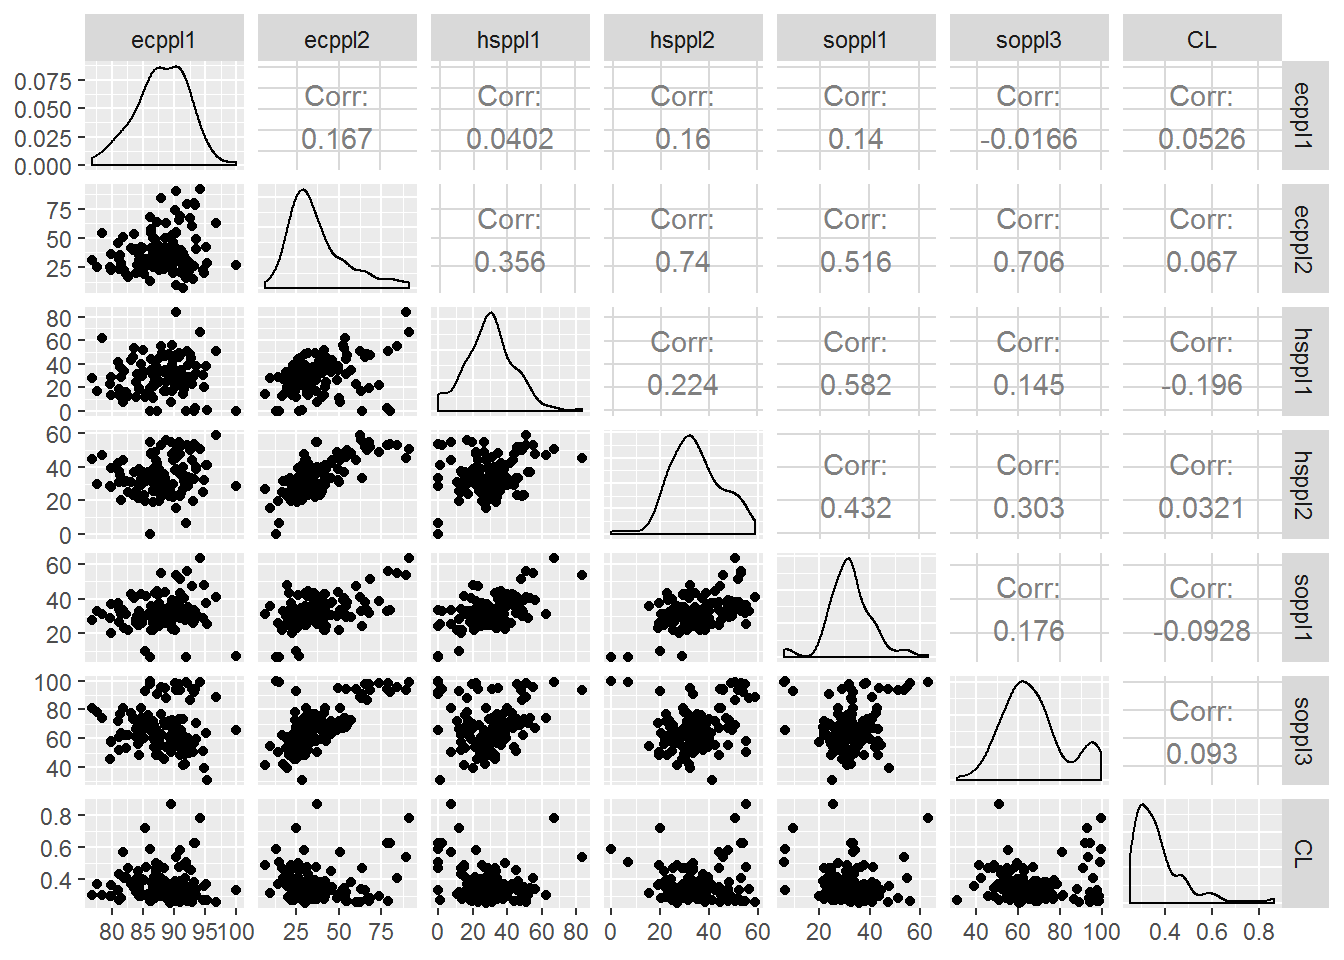 ecppl1 ecppl2 hsppl1 hsppl2 soppl1 soppl3 CL
0.075
0.050
0.025
0.000
Corr: Corr: Corr: Corr: Corr: Corr:
0.167 0.0402 0.16 0.14 -0.0166 0.0526
ecppl1
75
50
25
Corr: Corr: Corr: Corr: Corr:
0.356 0.74 0.516 0.706 0.067
ecppl2
80
60
40
20
0
Corr: Corr: Corr: Corr:
0.224 0.582 0.145 -0.196
hsppl1
60
40
20
0
Corr: Corr: Corr:
0.432 0.303 0.0321
hsppl2
60
40
20
Corr: Corr:
0.176 -0.0928
soppl1
100
80
60
40
Corr:
0.093
soppl3
0.8
0.6
0.4
CL
80 85 90 95 100 25 50 75 0 20 40 60 80 0 20 40 60 20 40 60 40 60 80 100 0.4 0.6 0.8